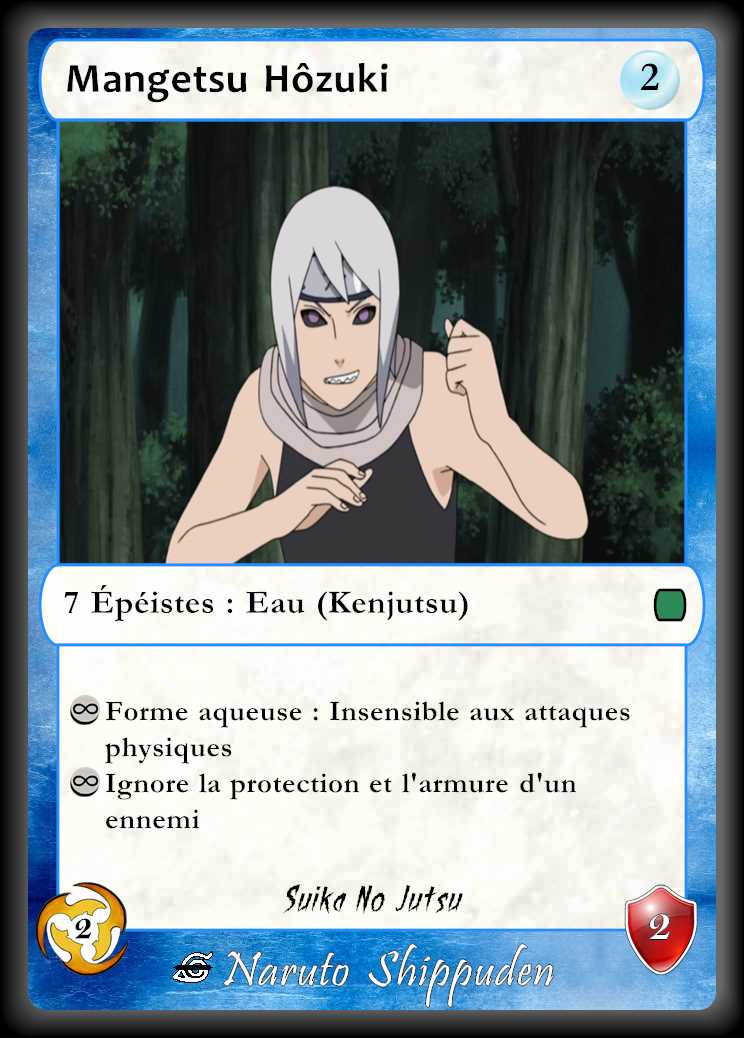 Mangetsu Hôzuki
2
7 Épéistes : Eau (Kenjutsu)
∞ Forme aqueuse : Insensible aux attaques
physiques
∞ Ignore la protection et l'armure d'un
ennemi
Suika No Jutsu
2
2
Naruto Shippuden